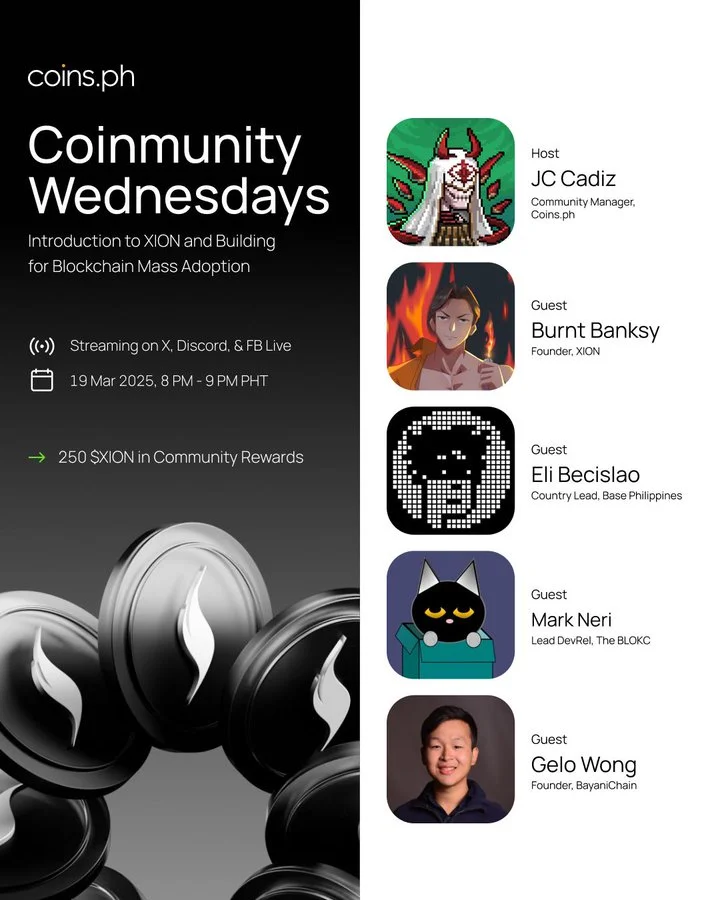 coins.ph
Coinmunity
Wednesdays
Introduction to XION and Building
for Blockchain Mass Adoption
Streaming on X, Discord, & FB Live
19 Mar 2025, 8 PM - 9 PM PHT
250 $XION in Community Rewards
Host
JC Cadiz
Community Manager,
Coins.ph
Guest
Burnt Banksy
Founder, XION
Guest
Eli Becislao
Country Lead, Base Philippines
Guest
Mark Neri
Lead DevRel, The BLOKC
Guest
Gelo Wong
Founder, BayaniChain